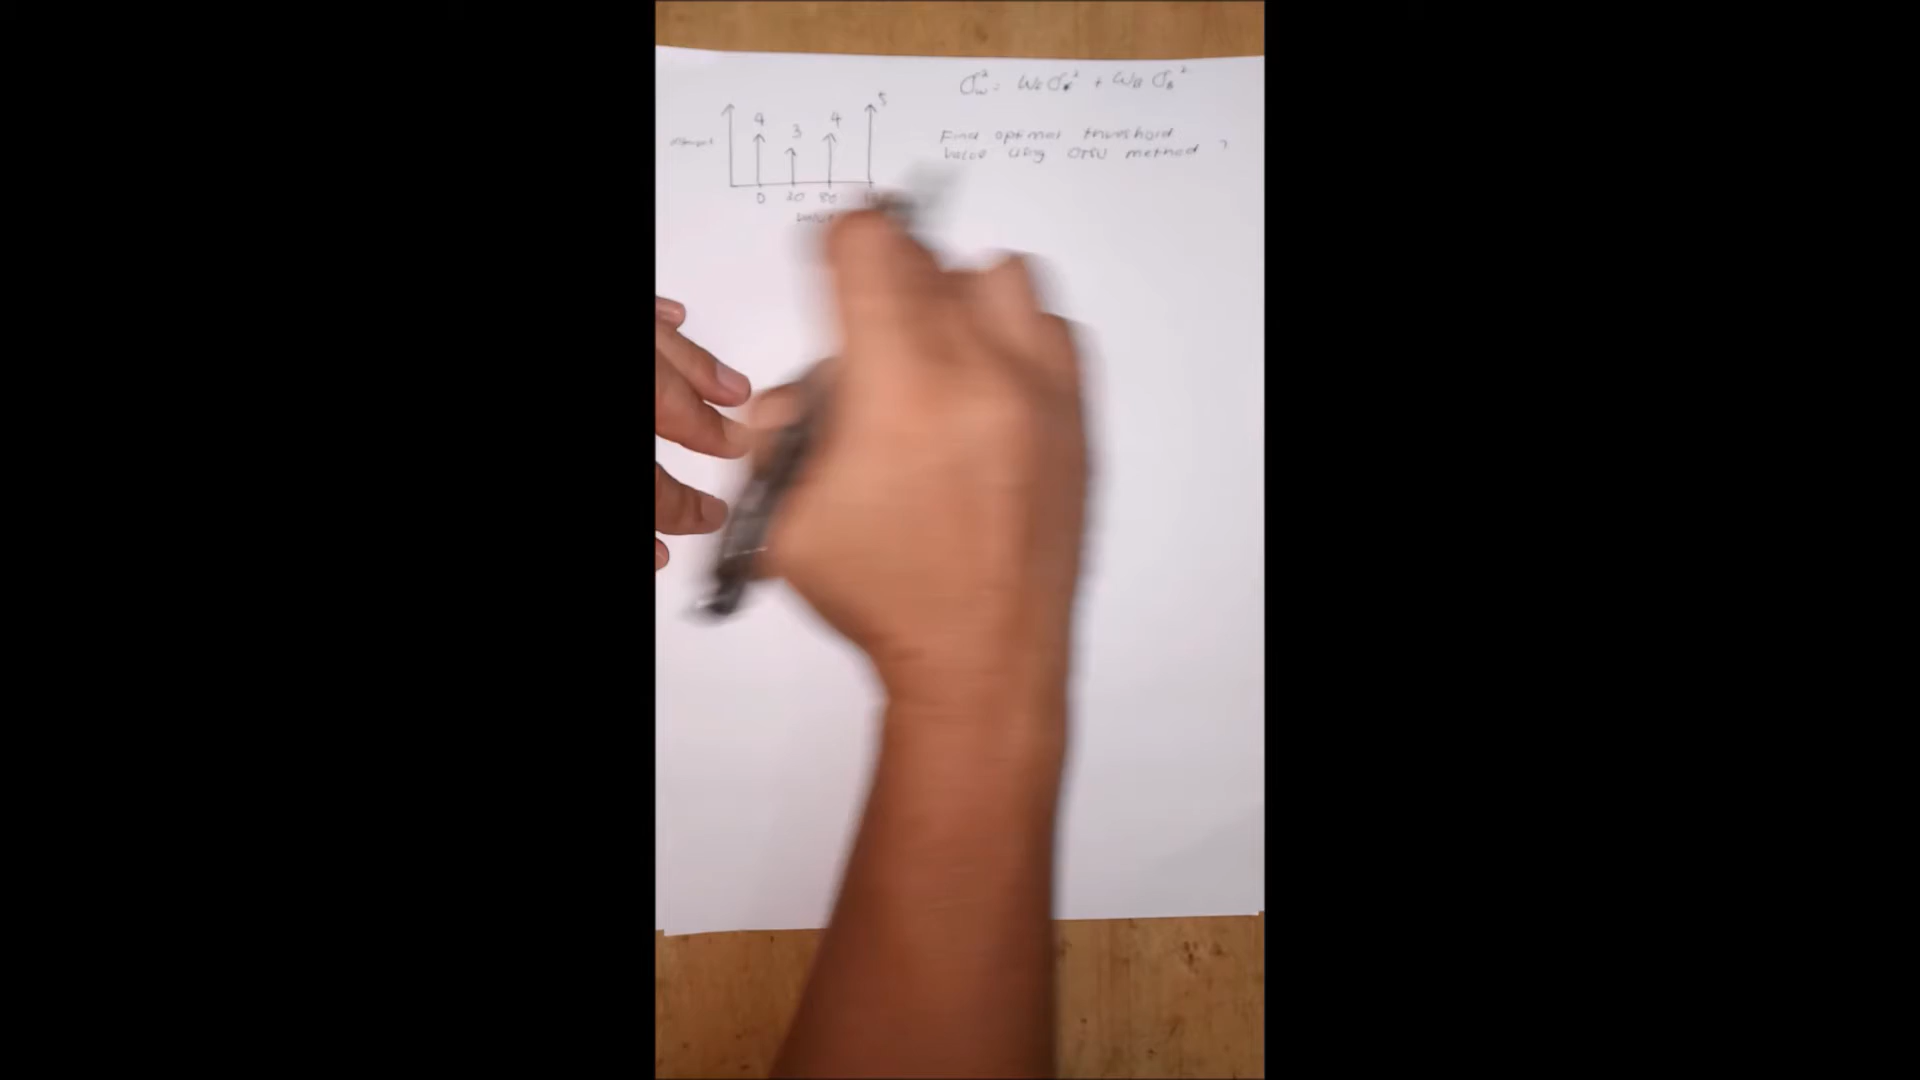 σw² = wf σf² + wB σB²
5
4 3 4
Find optimal threshold
value using OTSU method ?
0 20 80